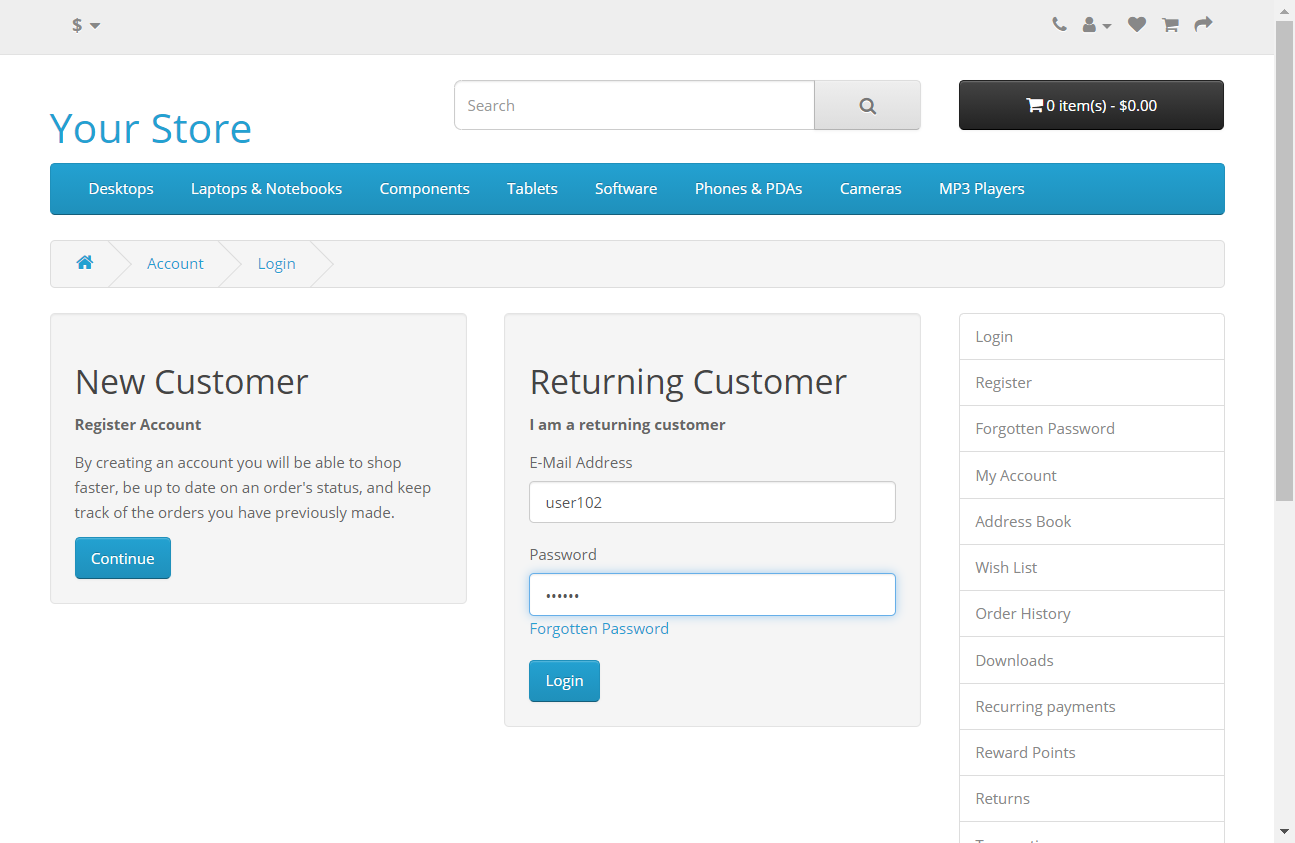 $
Your Store
Search
0 item(s) - $0.00
Desktops
Laptops & Notebooks
Components
Tablets
Software
Phones & PDAs
Cameras
MP3 Players
Account
Login
New Customer
Register Account
By creating an account you will be able to shop
faster, be up to date on an order's status, and keep
track of the orders you have previously made.
Continue
Returning Customer
I am a returning customer
E-Mail Address
user102
Password
••••••
Forgotten Password
Login
Login
Register
Forgotten Password
My Account
Address Book
Wish List
Order History
Downloads
Recurring payments
Reward Points
Returns